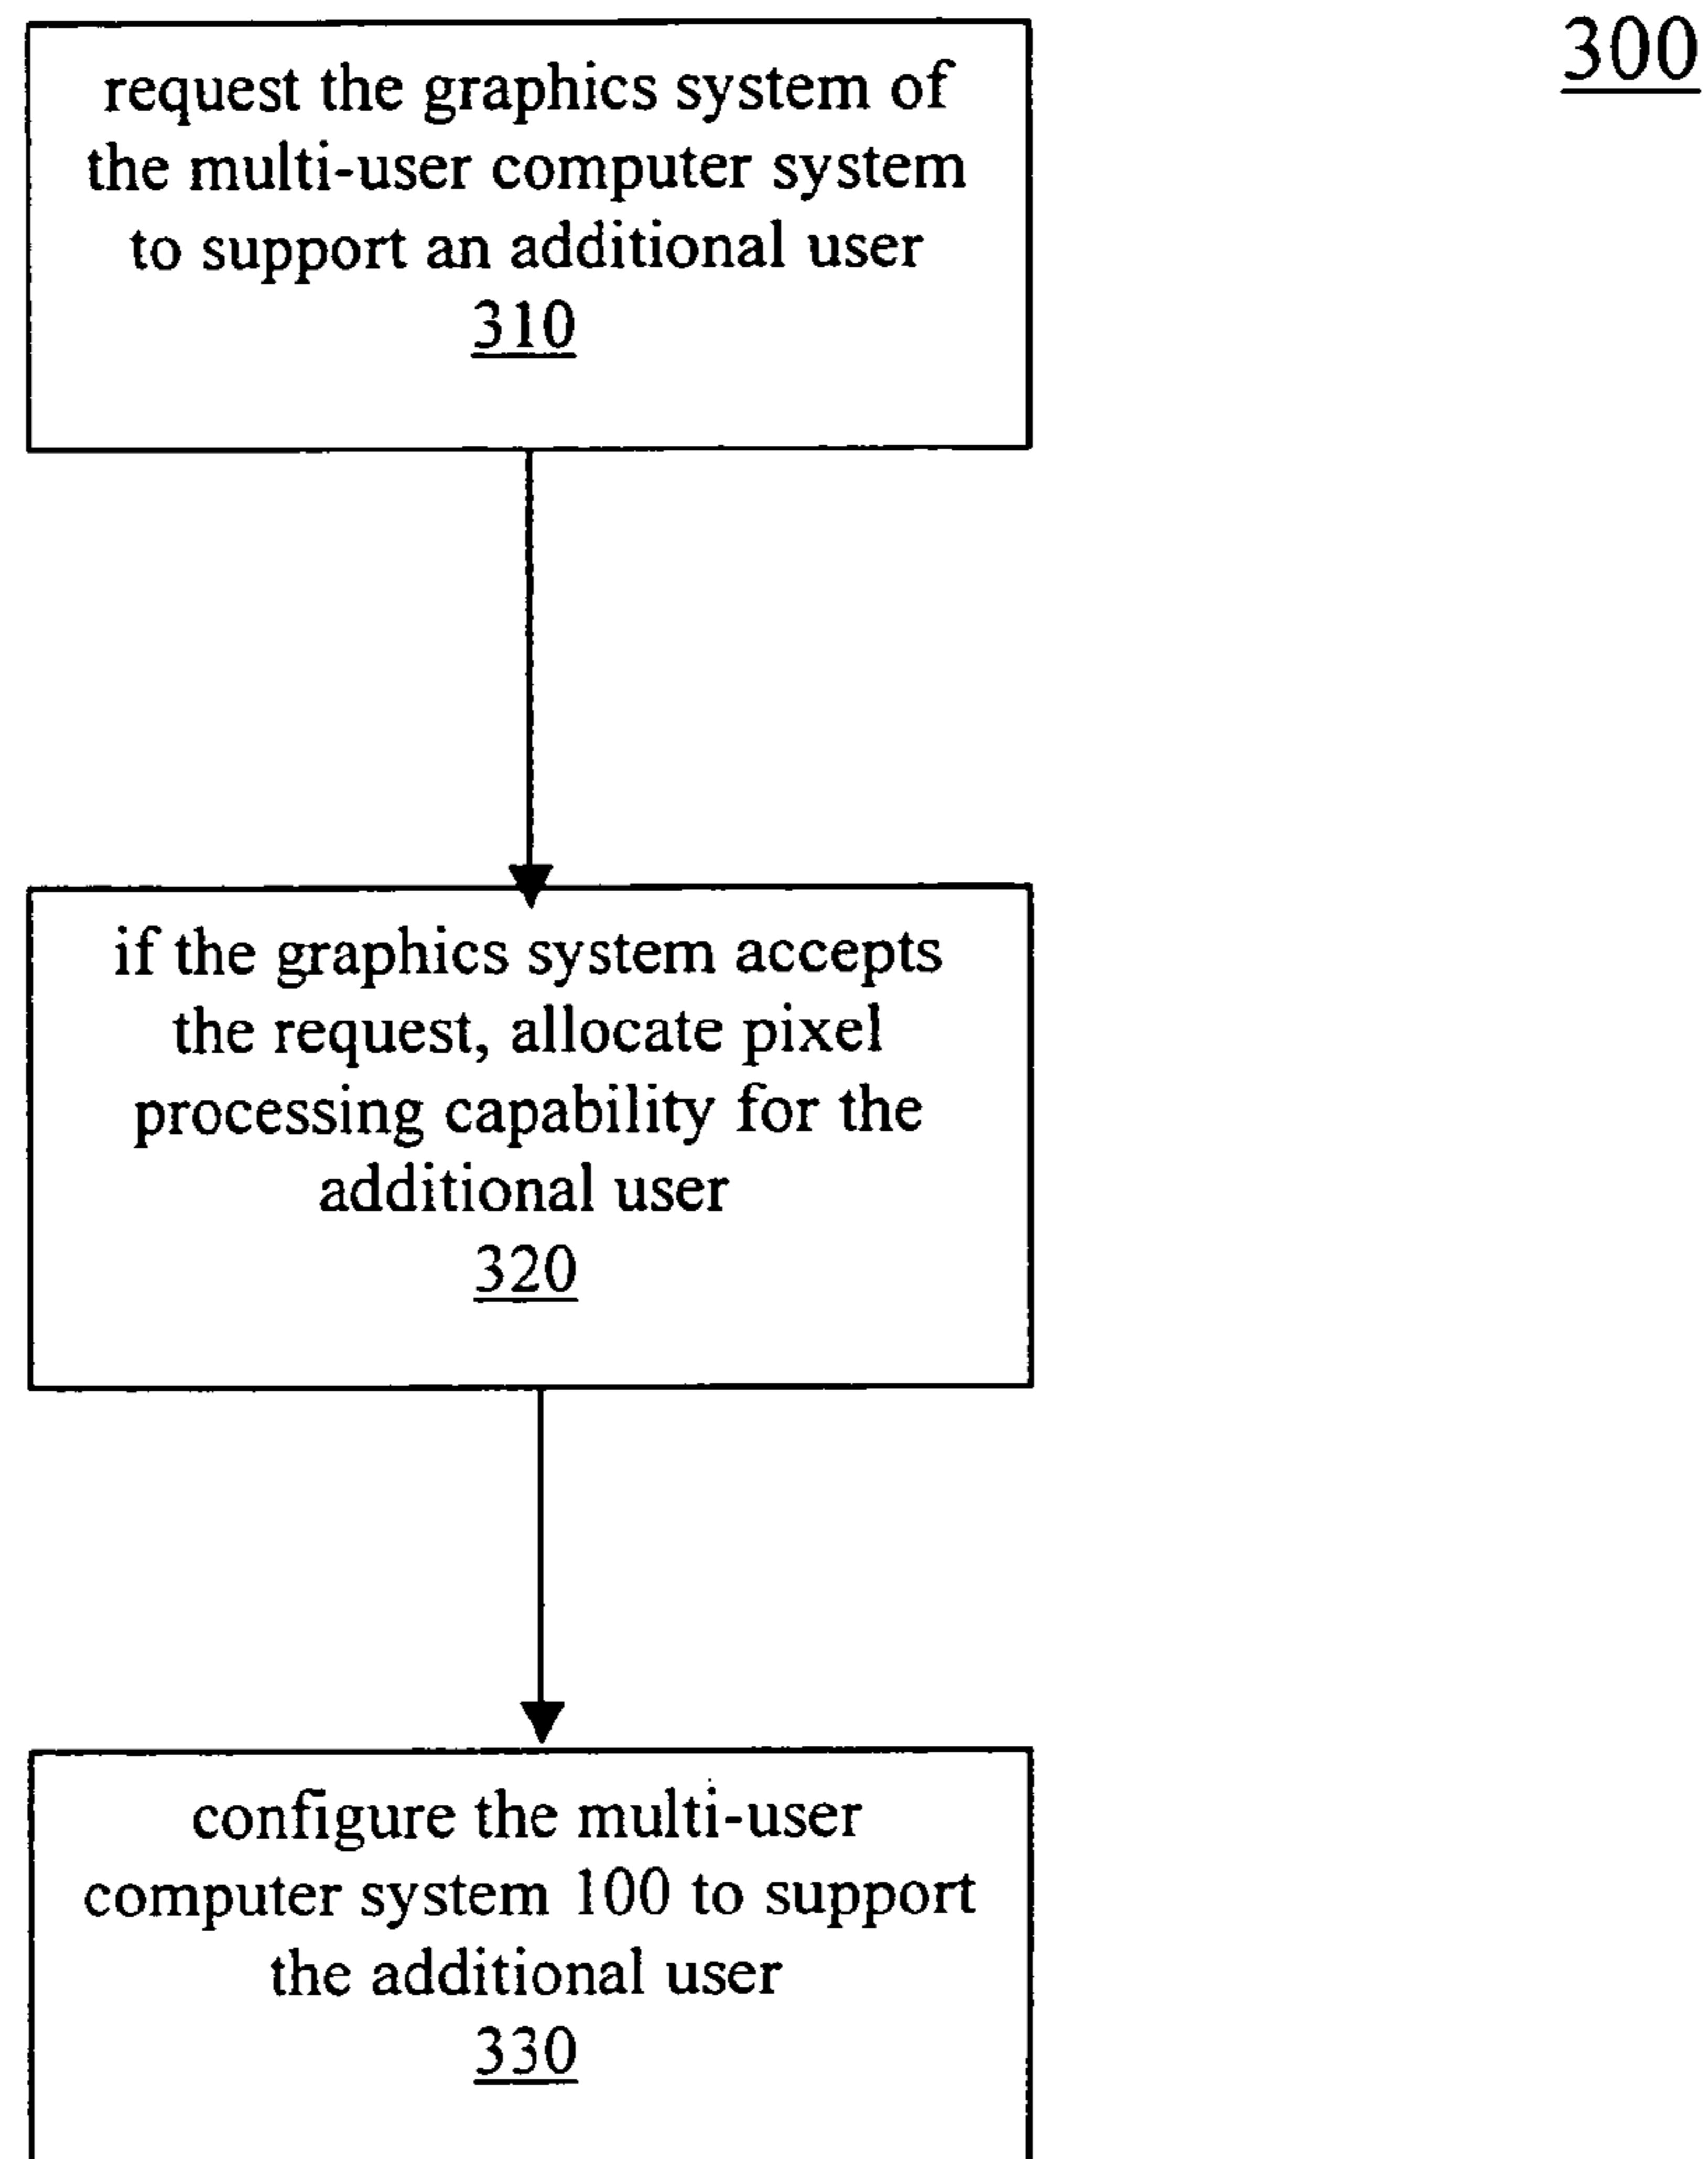 300
request the graphics system of
the multi-user computer system
to support an additional user
310
if the graphics system accepts
the request, allocate pixel
processing capability for the
additional user
320
configure the multi-user
computer system 100 to support
the additional user
330